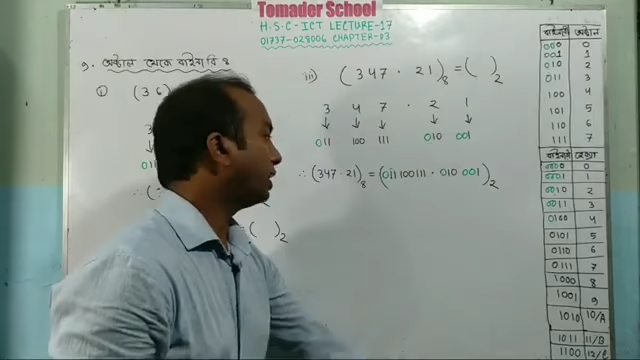 Tomader School
H.S.C-ICT LECTURE-17
01737-028006 CHAPTER-03
১. অক্টাল থেকে বাইনারি ঃ
i) (36)
iii) (347 . 21)₈ = ( )₂
3 4 7 . 2 1
011 100 111 010 001
∴ (347.21)₈ = (011100111 . 010 001)₂
= ( )₂
বাইনারি অক্টাল
000 0
001 1
010 2
011 3
100 4
101 5
110 6
111 7
বাইনারি হেক্সা
0000 0
0001 1
0010 2
0011 3
0100 4
0101 5
0110 6
0111 7
1000 8
1001 9
1010 10/A
1011 11/B
1100 12/C